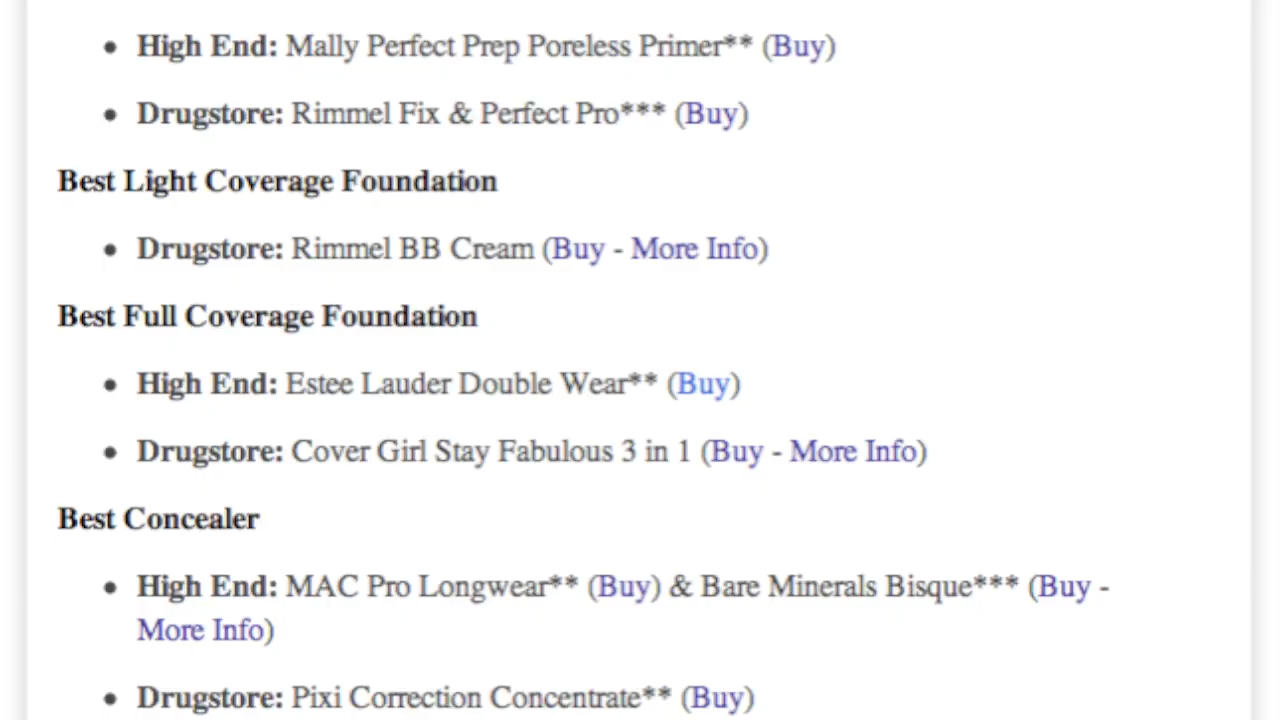 High End: Mally Perfect Prep Poreless Primer** (Buy)
Drugstore: Rimmel Fix & Perfect Pro*** (Buy)
Best Light Coverage Foundation
Drugstore: Rimmel BB Cream (Buy - More Info)
Best Full Coverage Foundation
High End: Estee Lauder Double Wear** (Buy)
Drugstore: Cover Girl Stay Fabulous 3 in 1 (Buy - More Info)
Best Concealer
High End: MAC Pro Longwear** (Buy) & Bare Minerals Bisque*** (Buy -
More Info)
Drugstore: Pixi Correction Concentrate** (Buy)